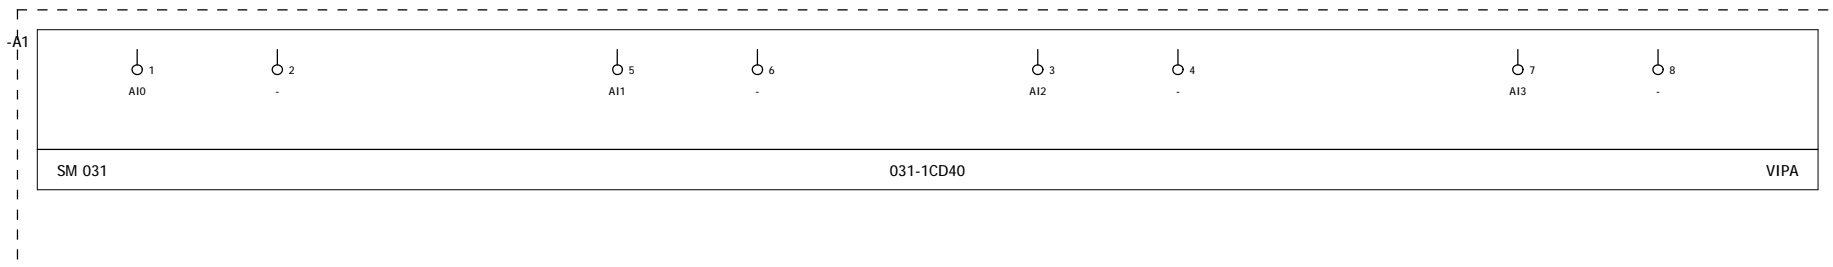 -A1
1 2 5 6 3 4 7 8
AI0 - AI1 - AI2 - AI3 -
SM 031 031-1CD40 VIPA